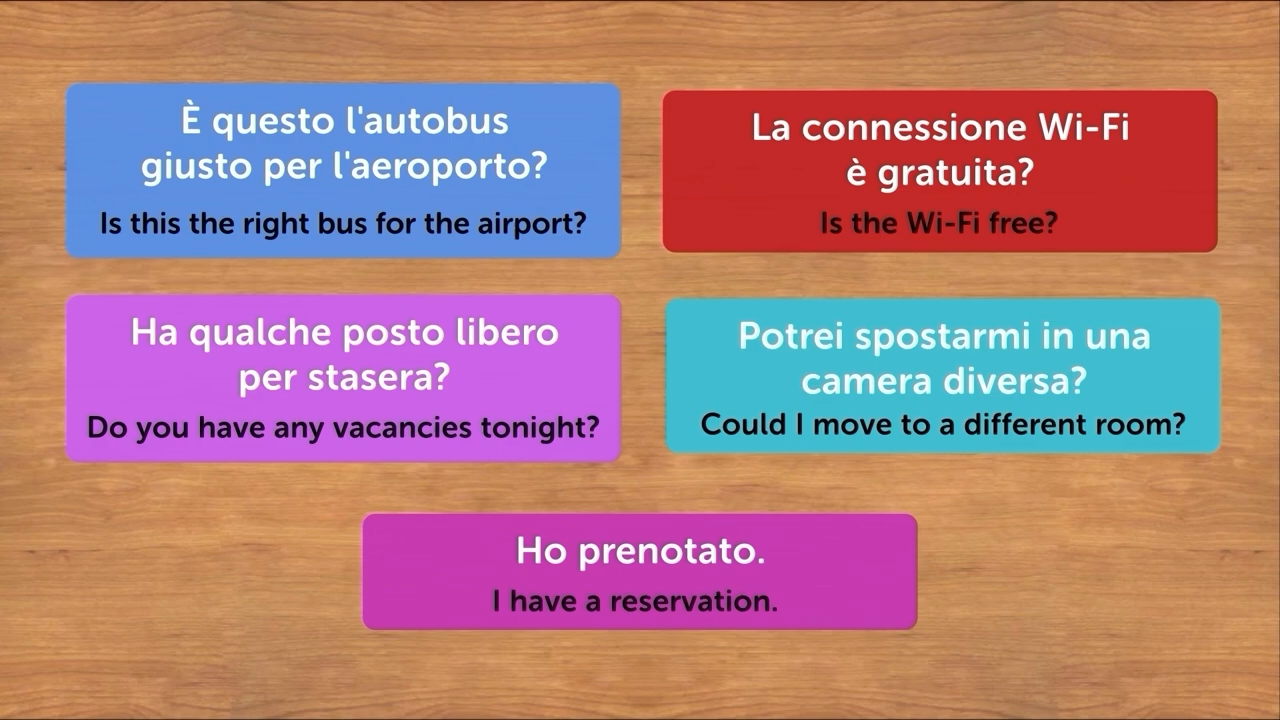 È questo l'autobus
giusto per l'aeroporto?
Is this the right bus for the airport?
La connessione Wi-Fi
è gratuita?
Is the Wi-Fi free?
Ha qualche posto libero
per stasera?
Do you have any vacancies tonight?
Potrei spostarmi in una
camera diversa?
Could I move to a different room?
Ho prenotato.
I have a reservation.